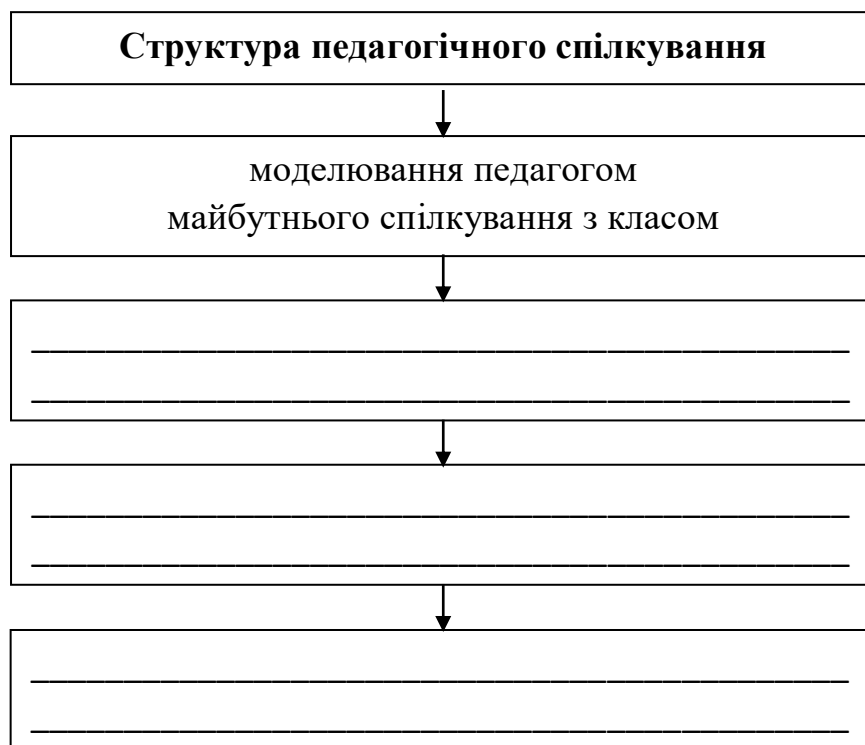 Структура педагогічного спілкування
моделювання педагогом
майбутнього спілкування з класом